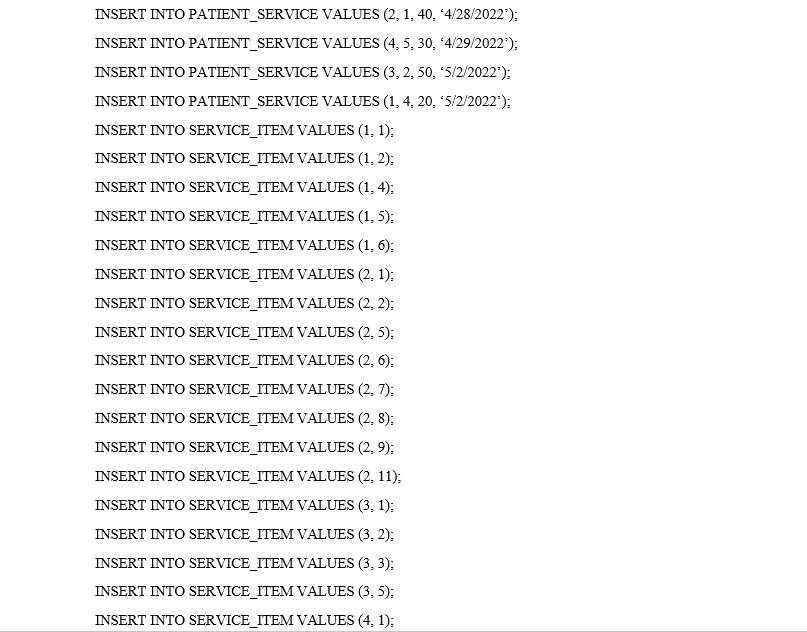 INSERT INTO PATIENT_SERVICE VALUES (2, 1, 40, ‘4/28/2022’);
INSERT INTO PATIENT_SERVICE VALUES (4, 5, 30, ‘4/29/2022’);
INSERT INTO PATIENT_SERVICE VALUES (3, 2, 50, ‘5/2/2022’);
INSERT INTO PATIENT_SERVICE VALUES (1, 4, 20, ‘5/2/2022’);
INSERT INTO SERVICE_ITEM VALUES (1, 1);
INSERT INTO SERVICE_ITEM VALUES (1, 2);
INSERT INTO SERVICE_ITEM VALUES (1, 4);
INSERT INTO SERVICE_ITEM VALUES (1, 5);
INSERT INTO SERVICE_ITEM VALUES (1, 6);
INSERT INTO SERVICE_ITEM VALUES (2, 1);
INSERT INTO SERVICE_ITEM VALUES (2, 2);
INSERT INTO SERVICE_ITEM VALUES (2, 5);
INSERT INTO SERVICE_ITEM VALUES (2, 6);
INSERT INTO SERVICE_ITEM VALUES (2, 7);
INSERT INTO SERVICE_ITEM VALUES (2, 8);
INSERT INTO SERVICE_ITEM VALUES (2, 9);
INSERT INTO SERVICE_ITEM VALUES (2, 11);
INSERT INTO SERVICE_ITEM VALUES (3, 1);
INSERT INTO SERVICE_ITEM VALUES (3, 2);
INSERT INTO SERVICE_ITEM VALUES (3, 3);
INSERT INTO SERVICE_ITEM VALUES (3, 5);
INSERT INTO SERVICE_ITEM VALUES (4, 1);